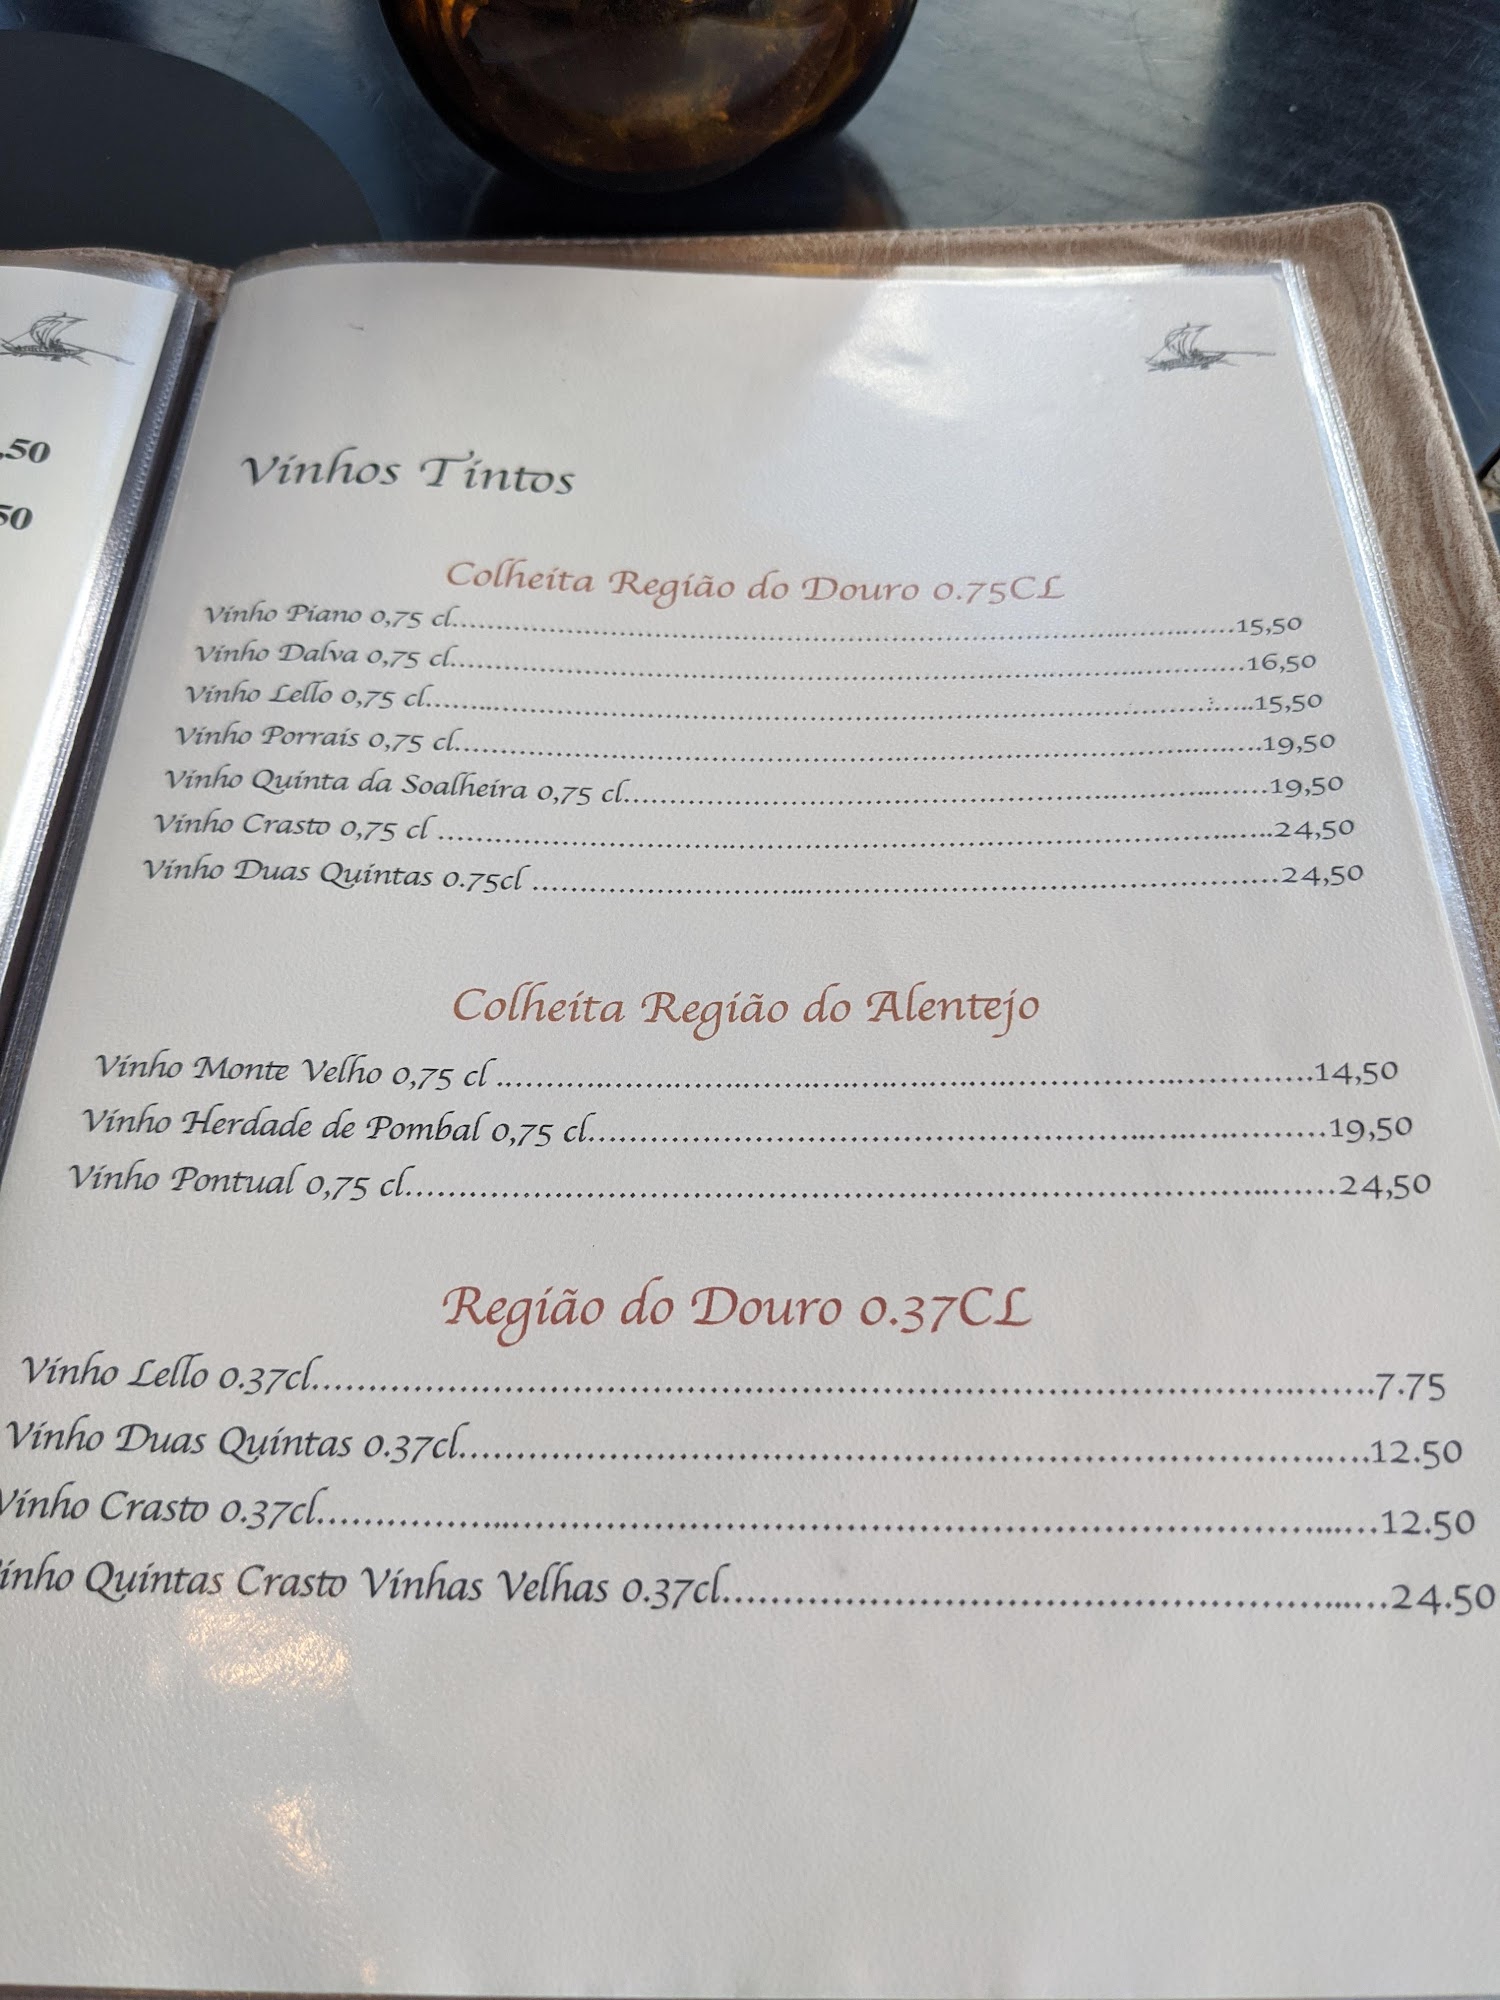 ,50
50
Vinhos Tintos
Colheita Região do Douro 0.75CL
Vinho Piano 0,75 cl.....15,50
Vinho Dalva 0,75 cl.....16,50
Vinho Lello 0,75 cl.....15,50
Vinho Porrais 0,75 cl.....19,50
Vinho Quinta da Soalheira 0,75 cl.....19,50
Vinho Crasto 0,75 cl .....24,50
Vinho Duas Quintas 0.75cl .....24,50
Colheita Região do Alentejo
Vinho Monte Velho 0,75 cl .....14,50
Vinho Herdade de Pombal 0,75 cl.....19,50
Vinho Pontual 0,75 cl.....24,50
Região do Douro 0.37CL
Vinho Lello 0.37cl.....7.75
Vinho Duas Quintas 0.37cl.....12.50
Vinho Crasto 0.37cl.....12.50
Vinho Quintas Crasto Vinhas Velhas 0.37cl.....24.50